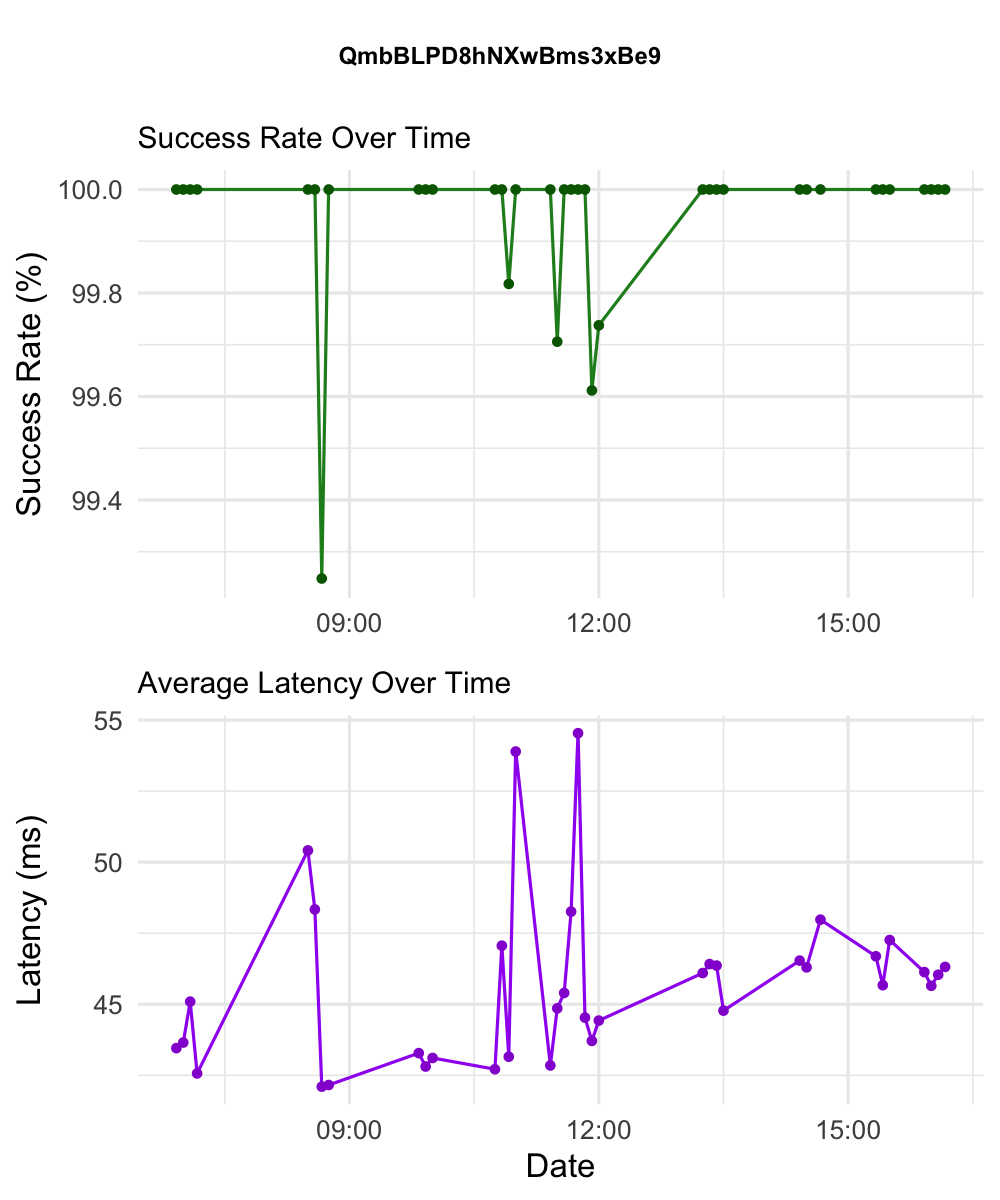 QmbBLPD8hNXwBms3xBe9
Success Rate Over Time
Success Rate (%)
100.0
99.8
99.6
99.4
09:00 12:00 15:00
Average Latency Over Time
Latency (ms)
55
50
45
09:00 12:00 15:00
Date